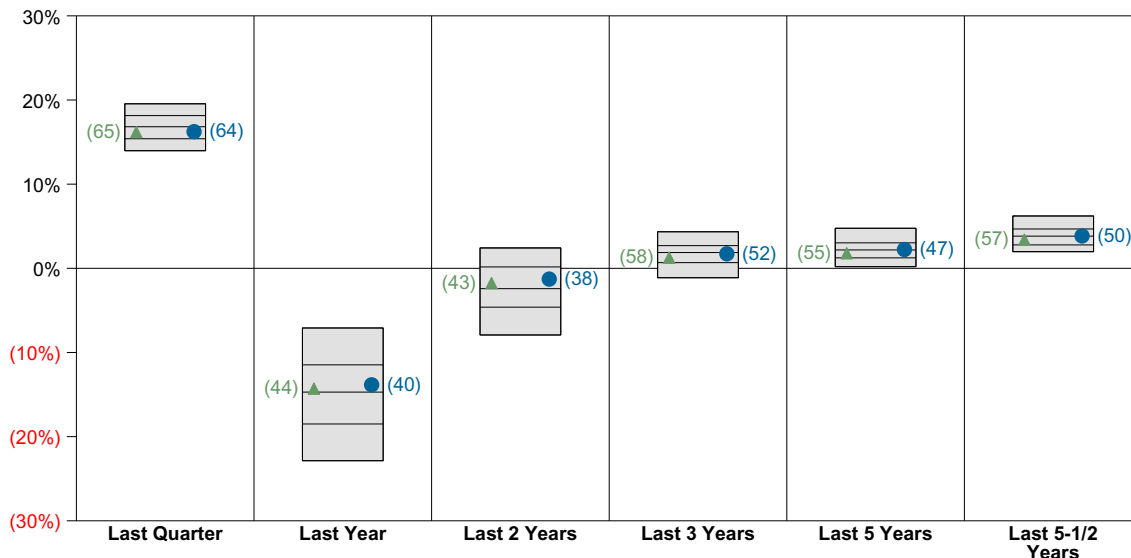 30%
20%
10%
0%
(10%)
(20%)
(30%)
(65)
(64)
(44)
(40)
(43)
(38)
(58)
(52)
(55)
(47)
(57)
(50)
Last Quarter
Last Year
Last 2 Years
Last 3 Years
Last 5 Years
Last 5-1/2
Years